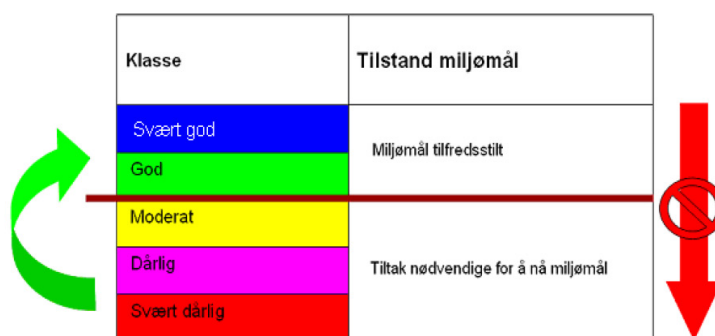 Klasse
Tilstand miljømål
Svært god
God
Miljømål tilfredsstilt
Moderat
Dårlig
Svært dårlig
Tiltak nødvendige for å nå miljømål